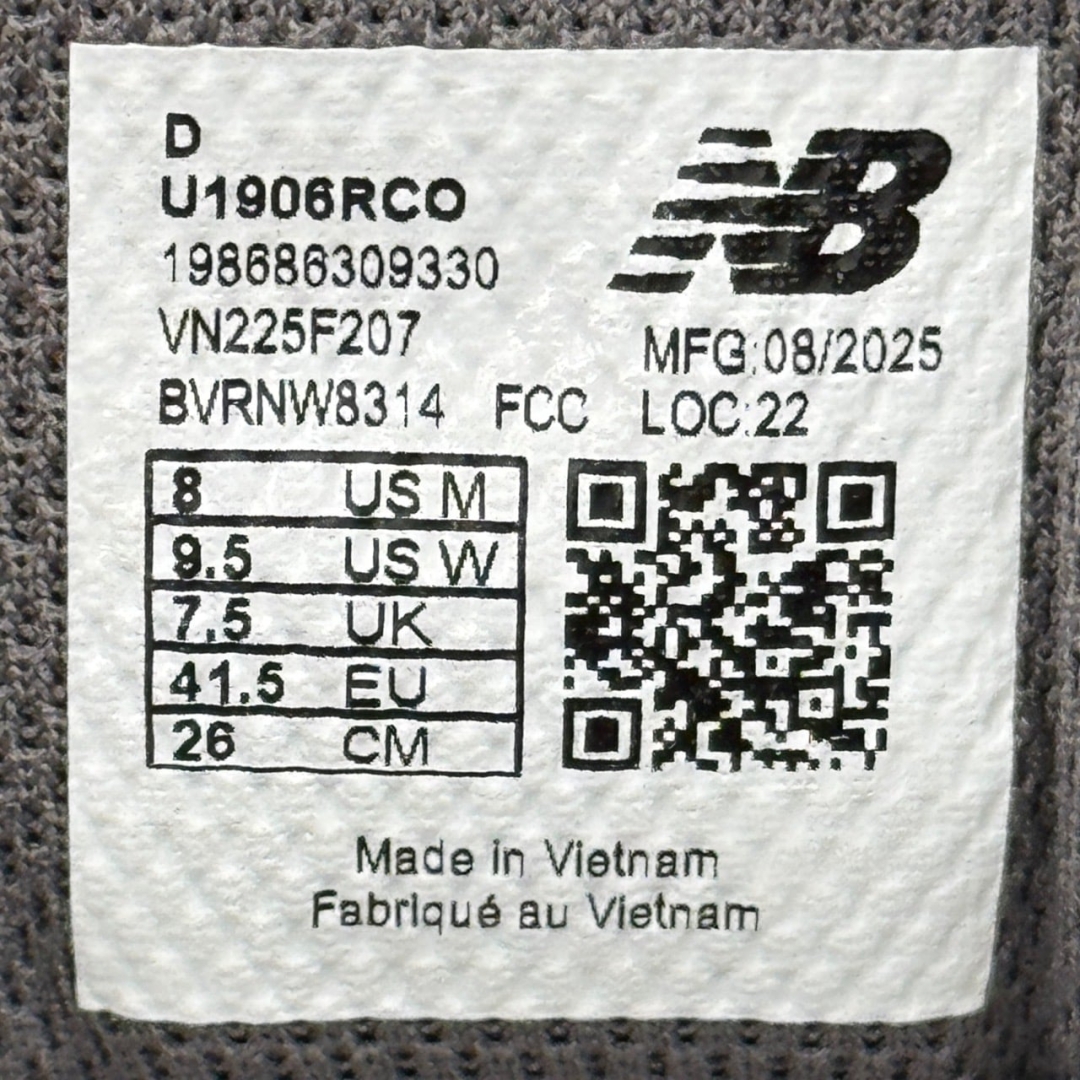 D
U1906RCO
198686309330
VN225F207
BVRNW8314 FCC
NB
MFG:08/2025
LOC:22
8 US M
9.5 US W
7.5 UK
41.5 EU
26 CM
Made in Vietnam
Fabriqué au Vietnam